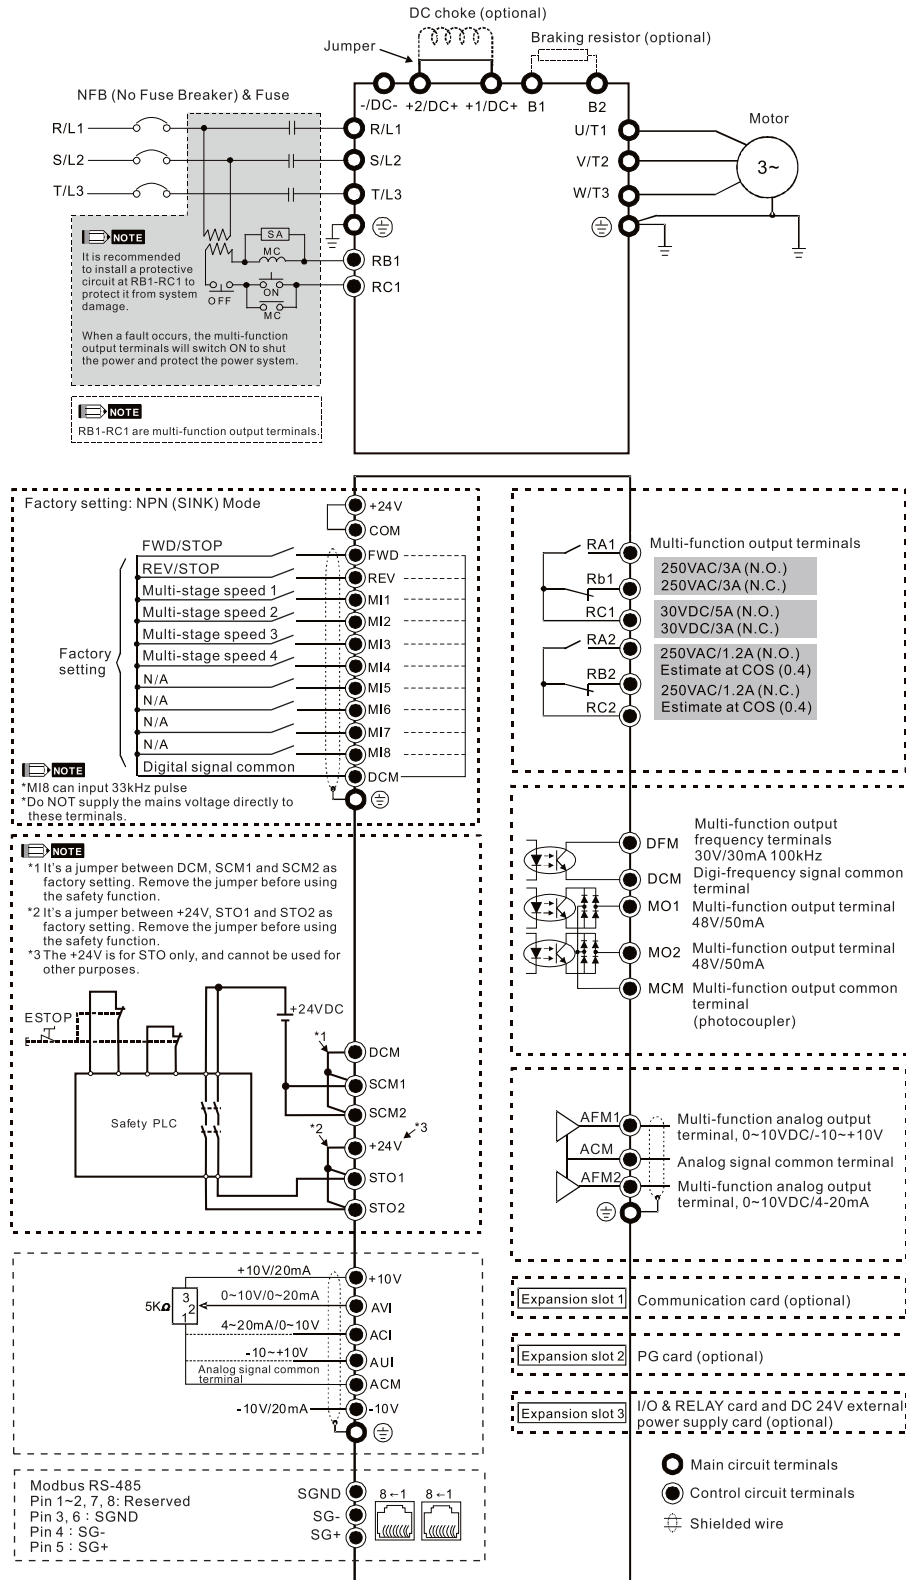 DC choke (optional)
Jumper
Braking resistor (optional)
NFB (No Fuse Breaker) & Fuse
-/DC- +2/DC+ +1/DC+ B1 B2
R/L1
S/L2
T/L3
R/L1
S/L2
T/L3
RB1
RC1
U/T1
V/T2
W/T3
Motor
3~
NOTE
It is recommended
to install a protective
circuit at RB1-RC1 to
protect it from system
damage.
SA
MC
OFF
ON
MC
When a fault occurs, the multi-function
output terminals will switch ON to shut
the power and protect the power system.
NOTE
RB1-RC1 are multi-function output terminals.
Factory setting: NPN (SINK) Mode
+24V
COM
FWD/STOP
FWD
REV/STOP
REV
Multi-stage speed 1
MI1
Multi-stage speed 2
MI2
Multi-stage speed 3
MI3
Multi-stage speed 4
MI4
Factory
setting
N/A
MI5
N/A
MI6
N/A
MI7
N/A
MI8
Digital signal common
DCM
NOTE
*MI8 can input 33kHz pulse
*Do NOT supply the mains voltage directly to
these terminals.
RA1
Rb1
RC1
RA2
RB2
RC2
Multi-function output terminals
250VAC/3A (N.O.)
250VAC/3A (N.C.)
30VDC/5A (N.O.)
30VDC/3A (N.C.)
250VAC/1.2A (N.O.)
Estimate at COS (0.4)
250VAC/1.2A (N.C.)
Estimate at COS (0.4)
NOTE
*1 It's a jumper between DCM, SCM1 and SCM2 as
factory setting. Remove the jumper before using
the safety function.
*2 It's a jumper between +24V, STO1 and STO2 as
factory setting. Remove the jumper before using
the safety function.
*3 The +24V is for STO only, and cannot be used for
other purposes.
ESTOP
+24VDC
Safety PLC
*1
DCM
SCM1
SCM2
*2
+24V
*3
STO1
STO2
DFM
Multi-function output
frequency terminals
30V/30mA 100kHz
DCM
Digi-frequency signal common
terminal
MO1
Multi-function output terminal
48V/50mA
MO2
Multi-function output terminal
48V/50mA
MCM
Multi-function output common
terminal
(photocoupler)
AFM1
Multi-function analog output
terminal, 0~10VDC/-10~+10V
ACM
Analog signal common terminal
AFM2
Multi-function analog output
terminal, 0~10VDC/4-20mA
+10V/20mA
+10V
5KΩ
3
2
1
0~10V/0~20mA
AVI
4~20mA/0~10V
ACI
-10~+10V
AUI
Analog signal common
terminal
ACM
-10V/20mA
-10V
Expansion slot 1
Communication card (optional)
Expansion slot 2
PG card (optional)
Expansion slot 3
I/O & RELAY card and DC 24V external
power supply card (optional)
Modbus RS-485
Pin 1~2, 7, 8: Reserved
Pin 3, 6 : SGND
Pin 4 : SG-
Pin 5 : SG+
SGND
SG-
SG+
8←1 8←1
Main circuit terminals
Control circuit terminals
Shielded wire